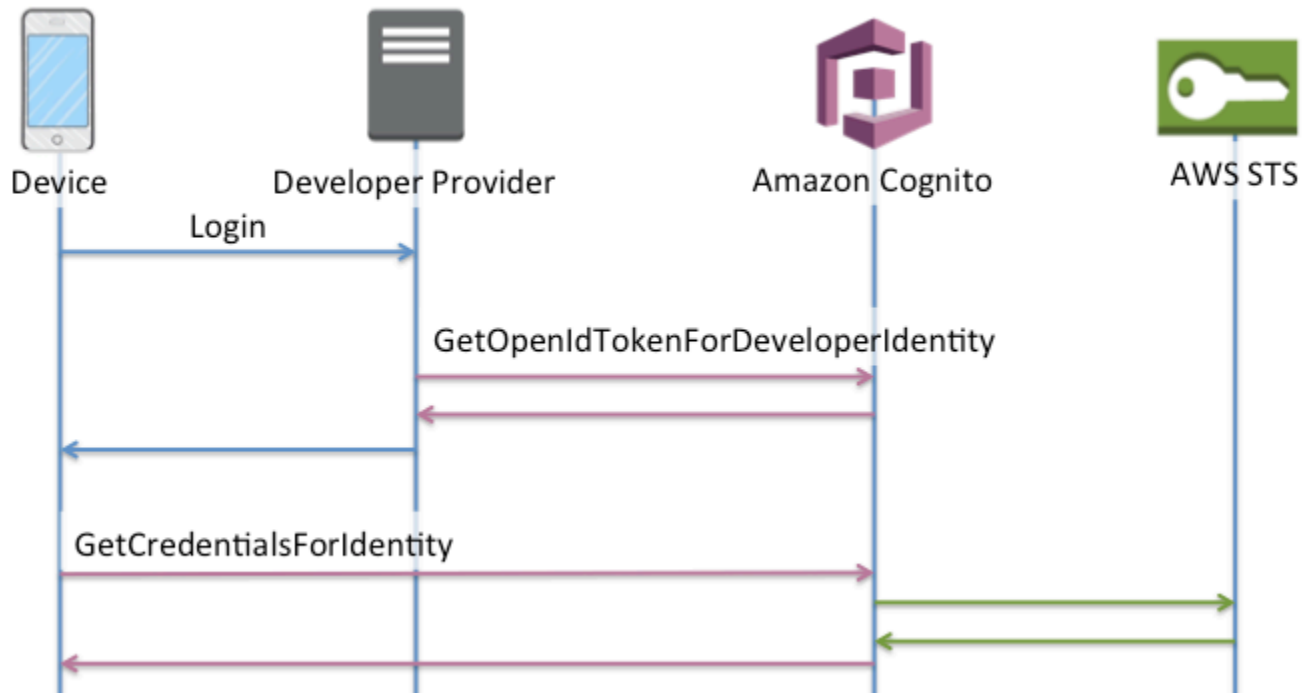 Device
Developer Provider
Amazon Cognito
AWS STS
Login
GetOpenIdTokenForDeveloperIdentity
GetCredentialsForIdentity